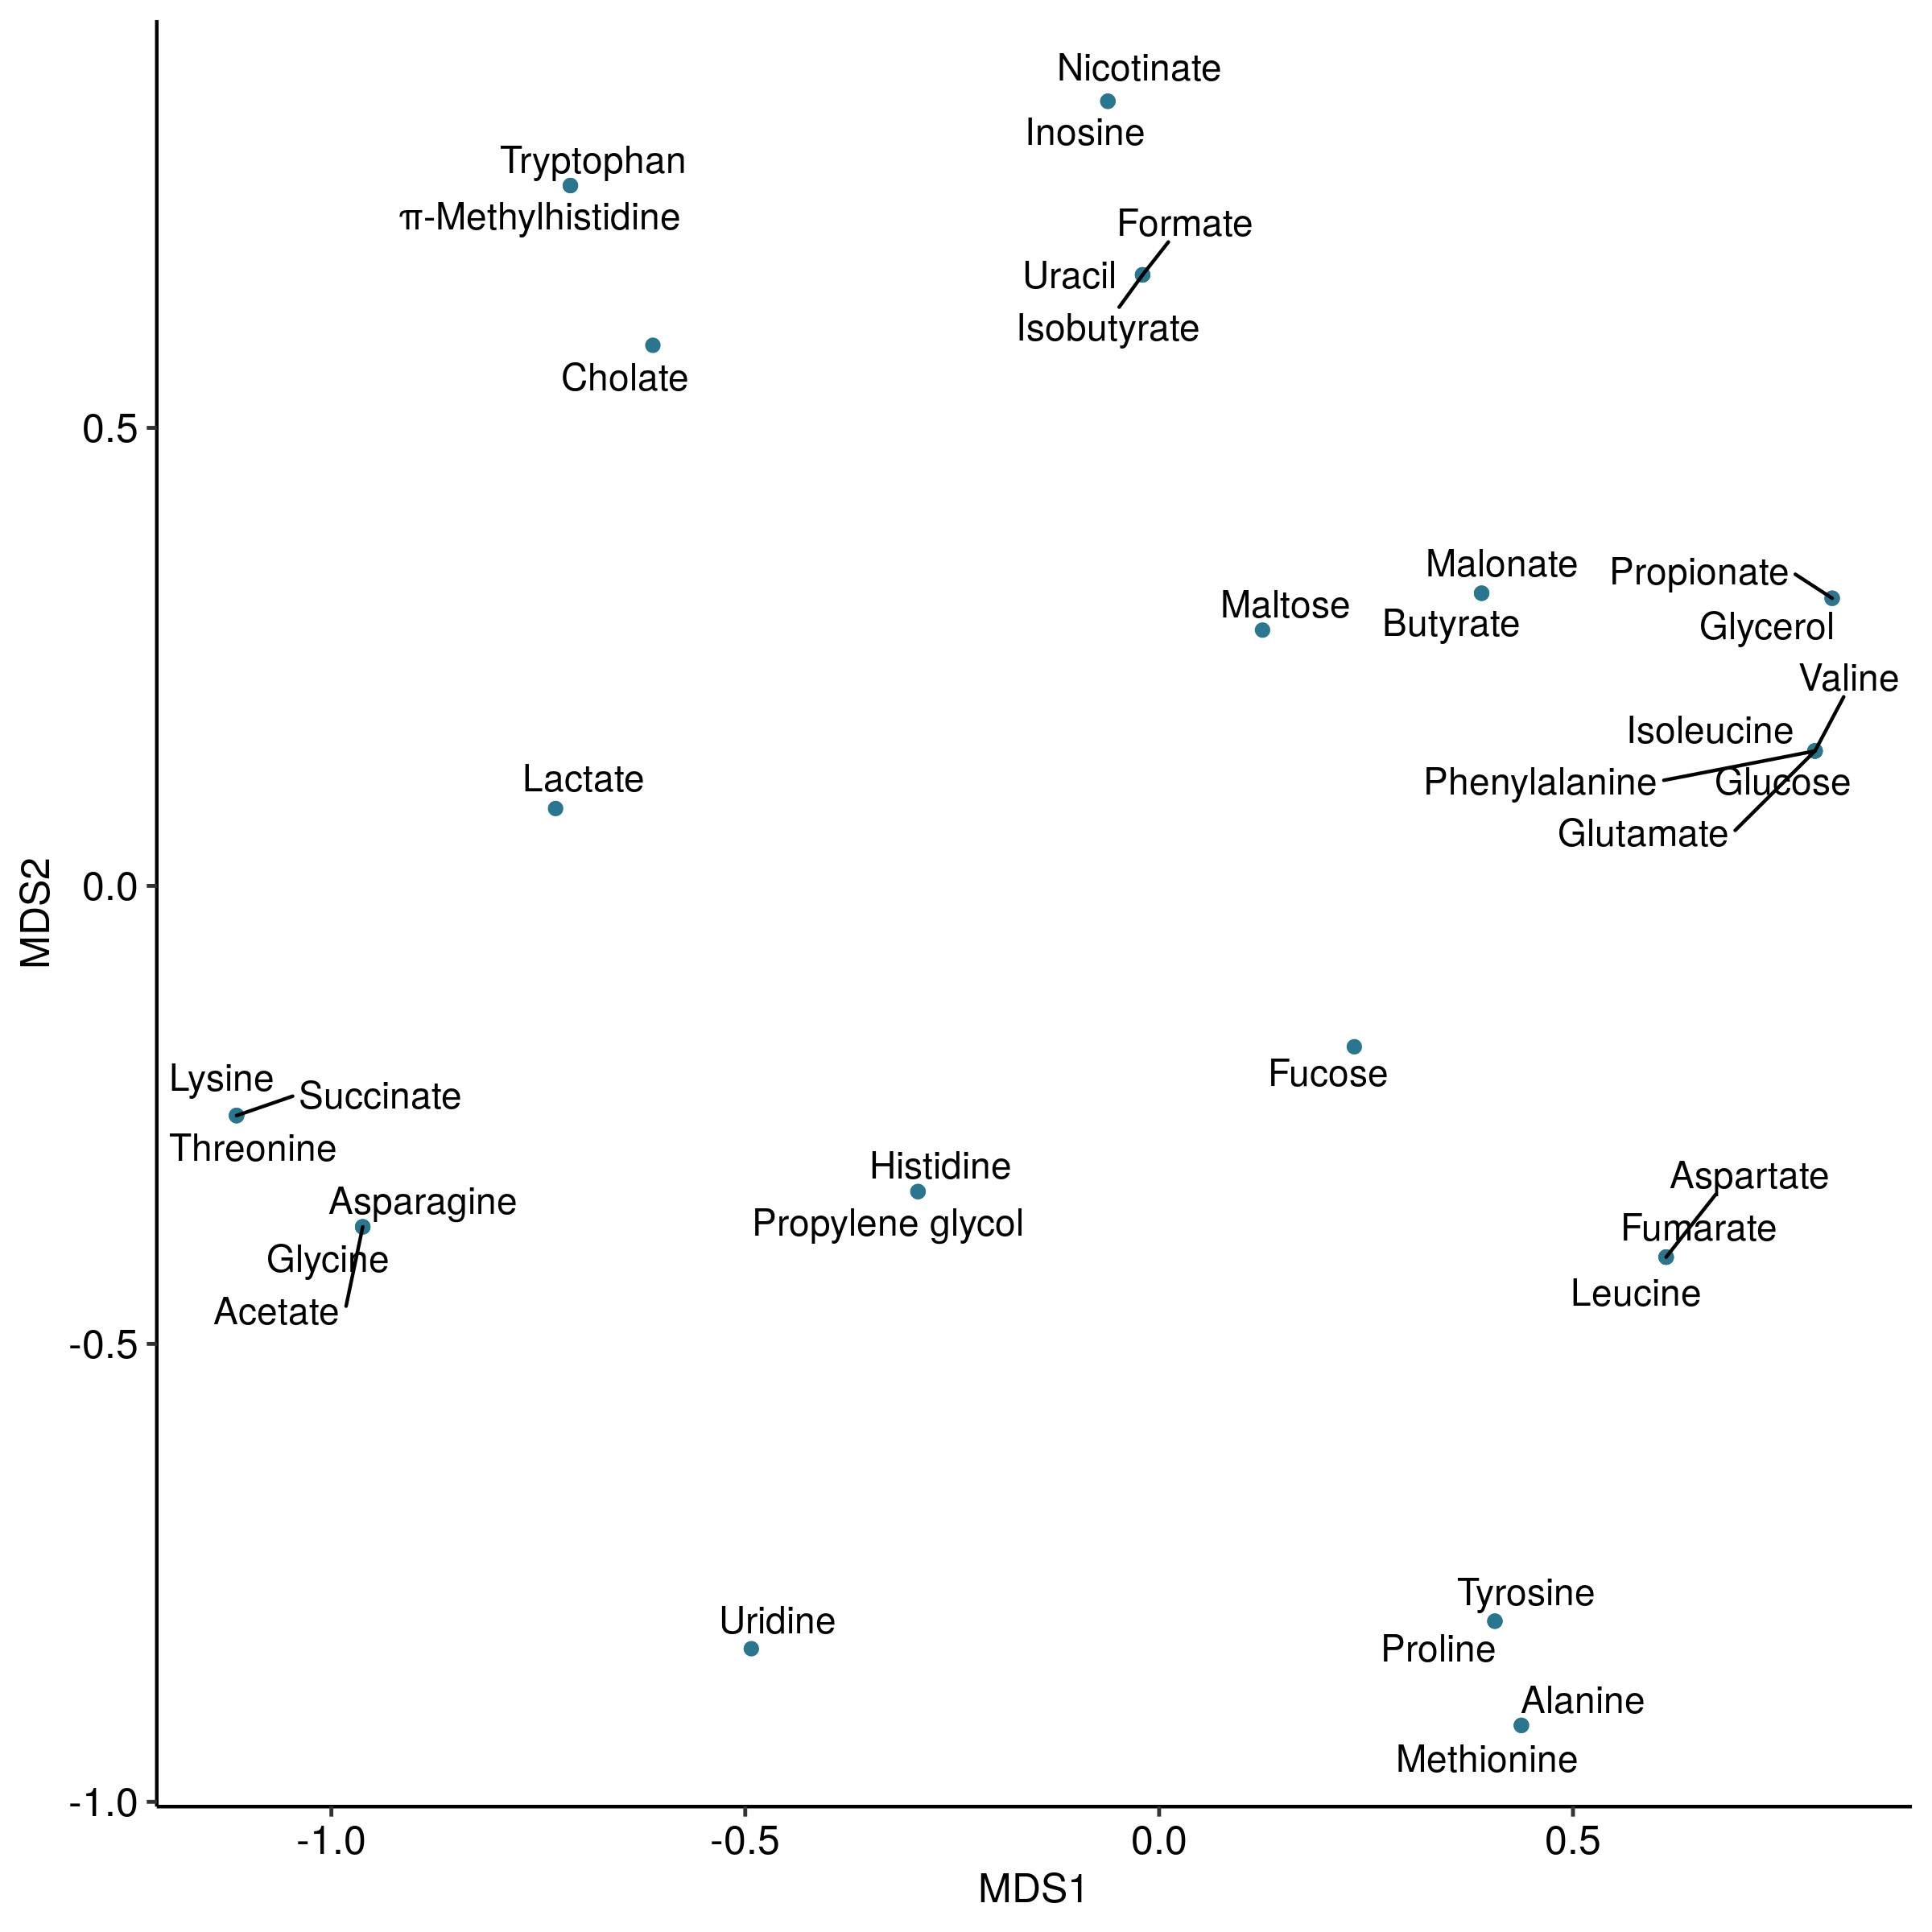 Nicotinate
Inosine
Tryptophan
π-Methylhistidine
Formate
Uracil
Isobutyrate
Cholate
0.5
Malonate
Propionate
Maltose
Butyrate
Glycerol
Valine
Isoleucine
Lactate
Phenylalanine
Glucose
Glutamate
0.0
MDS2
Fucose
Lysine
Succinate
Threonine
Histidine
Aspartate
Asparagine
Propylene glycol
Fumarate
Glycine
Leucine
Acetate
-0.5
Tyrosine
Uridine
Proline
Alanine
Methionine
-1.0
-1.0
-0.5
0.0
0.5
MDS1